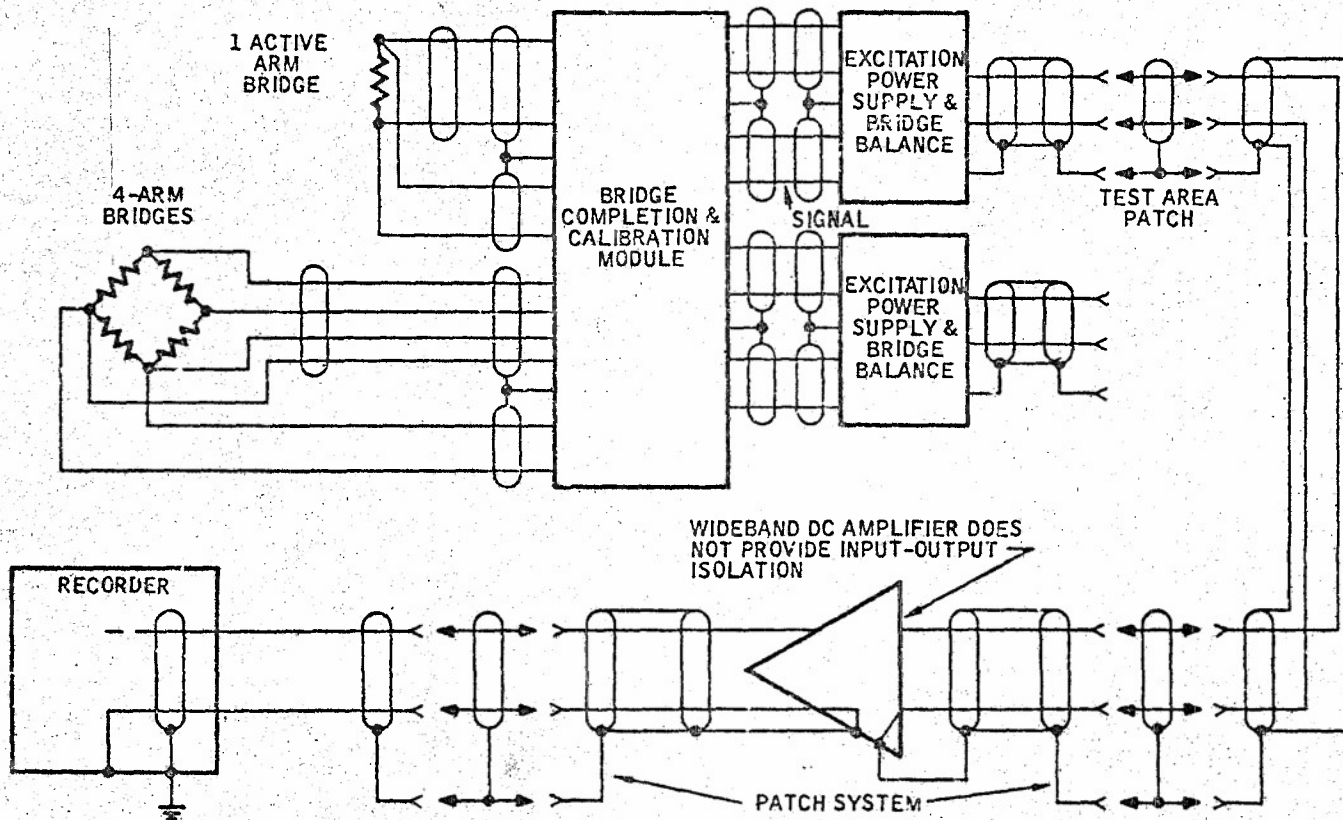 1 ACTIVE
ARM
BRIDGE
4-ARM
BRIDGES
BRIDGE
COMPLETION &
CALIBRATION
MODULE
EXCITATION
POWER
SUPPLY &
BRIDGE
BALANCE
SIGNAL
TEST AREA
PATCH
EXCITATION
POWER
SUPPLY &
BRIDGE
BALANCE
WIDEBAND DC AMPLIFIER DOES
NOT PROVIDE INPUT-OUTPUT
ISOLATION
RECORDER
PATCH SYSTEM